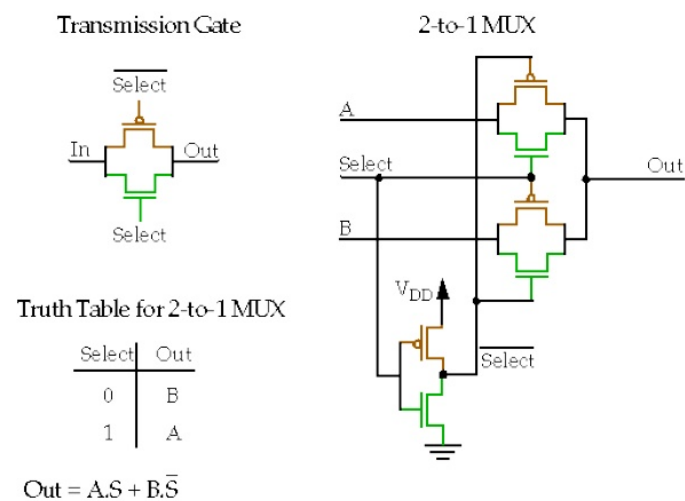 Transmission Gate
Select
In
Out
Select
2-to-1 MUX
A
Select
Out
B
V_DD
Select
Truth Table for 2-to-1 MUX
Select Out
0 B
1 A
Out = A.S + B.S̅